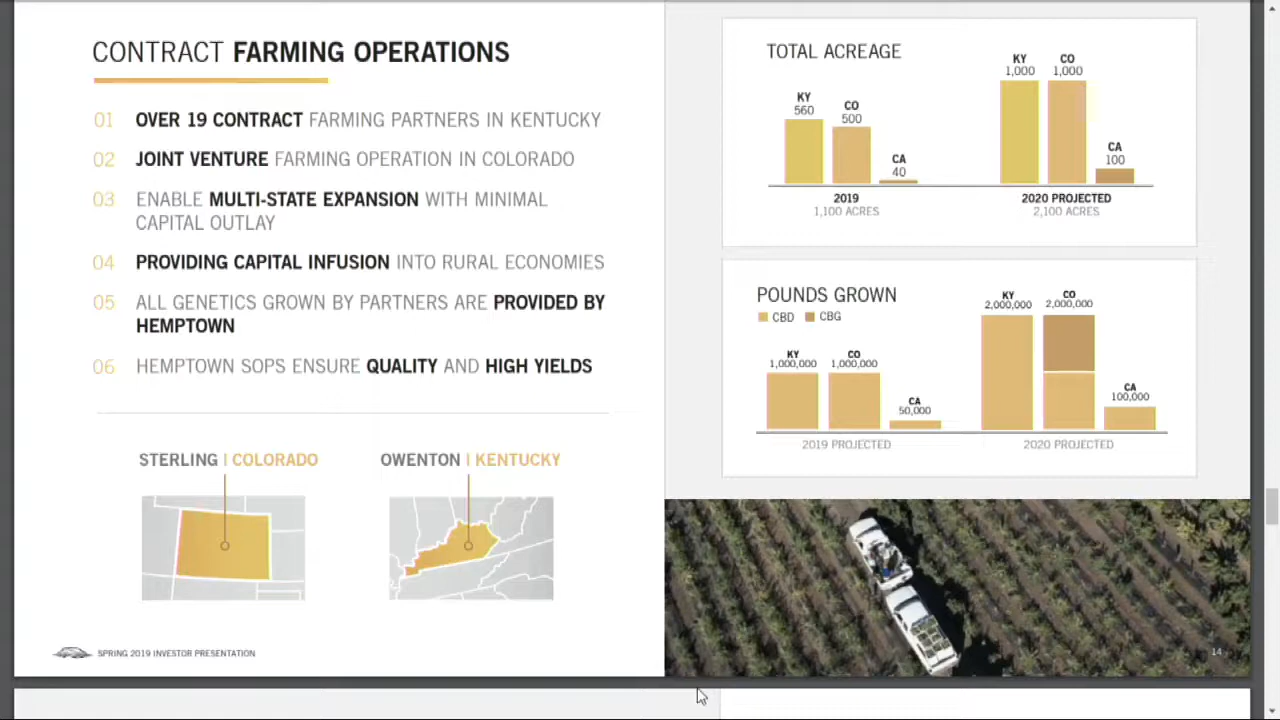 CONTRACT FARMING OPERATIONS
01 OVER 19 CONTRACT FARMING PARTNERS IN KENTUCKY
02 JOINT VENTURE FARMING OPERATION IN COLORADO
03 ENABLE MULTI-STATE EXPANSION WITH MINIMAL
CAPITAL OUTLAY
04 PROVIDING CAPITAL INFUSION INTO RURAL ECONOMIES
05 ALL GENETICS GROWN BY PARTNERS ARE PROVIDED BY
HEMPTOWN
06 HEMPTOWN SOPS ENSURE QUALITY AND HIGH YIELDS
STERLING | COLORADO
OWENTON | KENTUCKY
SPRING 2019 INVESTOR PRESENTATION
TOTAL ACREAGE
KY
560
CO
500
CA
40
KY
1,000
CO
1,000
CA
100
2019
1,100 ACRES
2020 PROJECTED
2,100 ACRES
POUNDS GROWN
CBD CBG
KY
1,000,000
CO
1,000,000
CA
50,000
KY
2,000,000
CO
2,000,000
CA
100,000
2019 PROJECTED
2020 PROJECTED
14